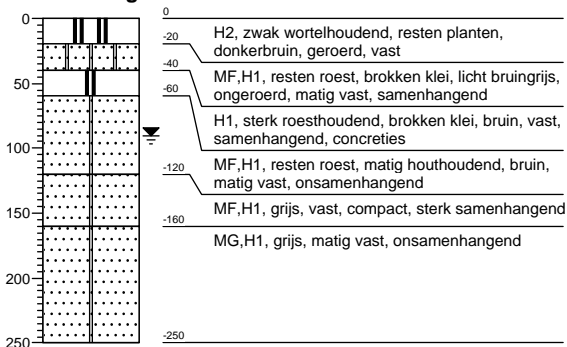 0
50
100
150
200
250
0
-20
-40
-60
-120
-160
-250
H2, zwak wortelhoudend, resten planten,
donkerbruin, geroerd, vast
MF,H1, resten roest, brokken klei, licht bruingrijs,
ongeroerd, matig vast, samenhangend
H1, sterk roesthoudend, brokken klei, bruin, vast,
samenhangend, concreties
MF,H1, resten roest, matig houthoudend, bruin,
matig vast, onsamenhangend
MF,H1, grijs, vast, compact, sterk samenhangend
MG,H1, grijs, matig vast, onsamenhangend